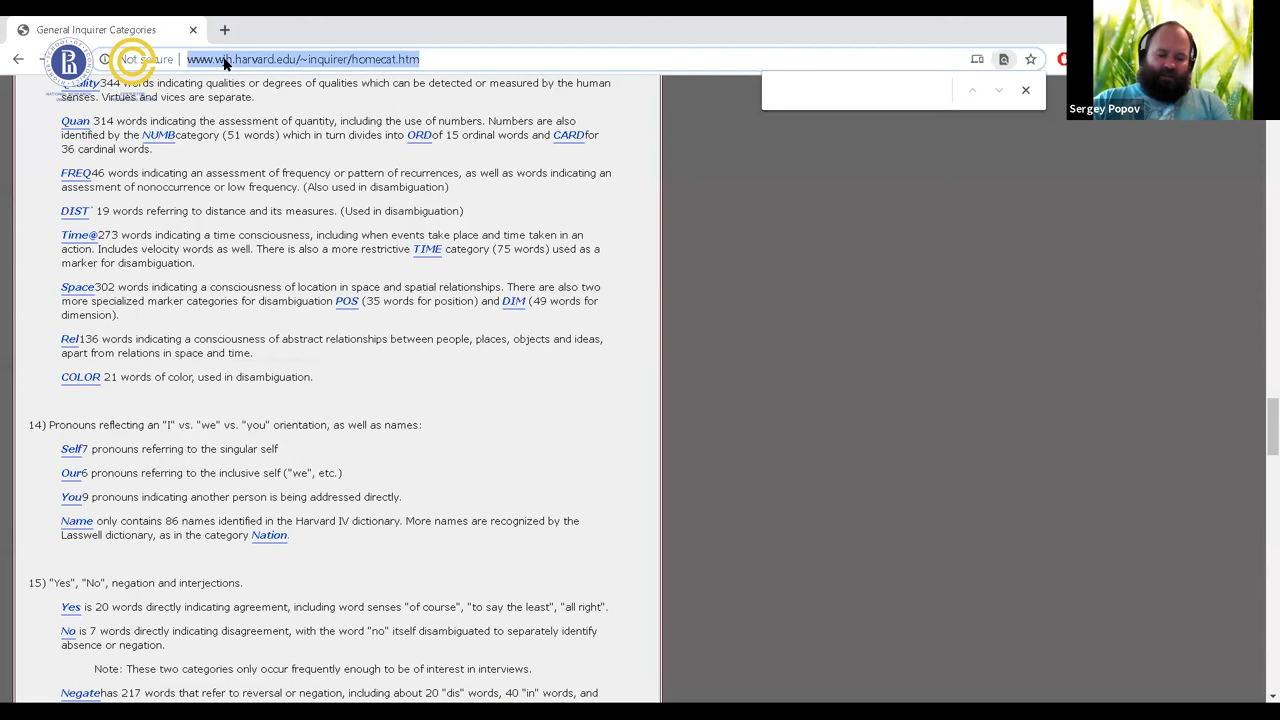 General Inquirer Categories
Not secure
www.wjh.harvard.edu/~inquirer/homecat.htm
Sergey Popov
Quality344 words indicating qualities or degrees of qualities which can be detected or measured by the human
senses. Virtues and vices are separate.
Quan 314 words indicating the assessment of quantity, including the use of numbers. Numbers are also
identified by the NUMBcategory (51 words) which in turn divides into ORDof 15 ordinal words and CARDfor
36 cardinal words.
FREQ46 words indicating an assessment of frequency or pattern of recurrences, as well as words indicating an
assessment of nonoccurrence or low frequency. (Also used in disambiguation)
DIST` 19 words referring to distance and its measures. (Used in disambiguation)
Time@273 words indicating a time consciousness, including when events take place and time taken in an
action. Includes velocity words as well. There is also a more restrictive TIME category (75 words) used as a
marker for disambiguation.
Space302 words indicating a consciousness of location in space and spatial relationships. There are also two
more specialized marker categories for disambiguation POS (35 words for position) and DIM (49 words for
dimension).
Rel136 words indicating a consciousness of abstract relationships between people, places, objects and ideas,
apart from relations in space and time.
COLOR 21 words of color, used in disambiguation.
14) Pronouns reflecting an "I" vs. "we" vs. "you" orientation, as well as names:
Self7 pronouns referring to the singular self
Our6 pronouns referring to the inclusive self ("we", etc.)
You9 pronouns indicating another person is being addressed directly.
Name only contains 86 names identified in the Harvard IV dictionary. More names are recognized by the
Lasswell dictionary, as in the category Nation.
15) "Yes", "No", negation and interjections.
Yes is 20 words directly indicating agreement, including word senses "of course", "to say the least", "all right".
No is 7 words directly indicating disagreement, with the word "no" itself disambiguated to separately identify
absence or negation.
Note: These two categories only occur frequently enough to be of interest in interviews.
Negatehas 217 words that refer to reversal or negation, including about 20 "dis" words, 40 "in" words, and